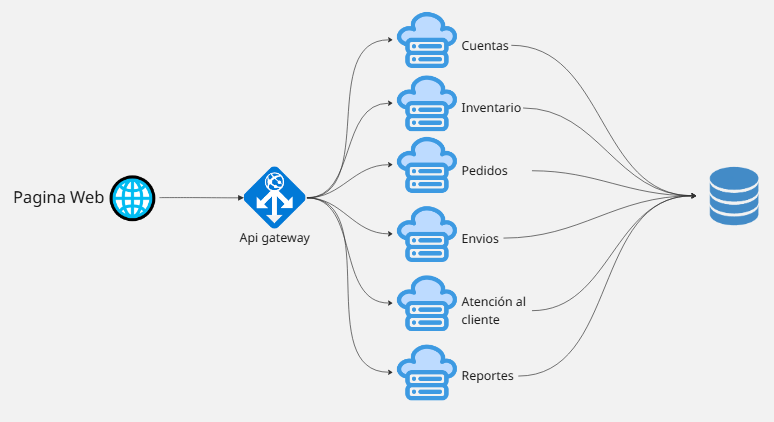 Pagina Web
Api gateway
Cuentas
Inventario
Pedidos
Envios
Atención al
cliente
Reportes